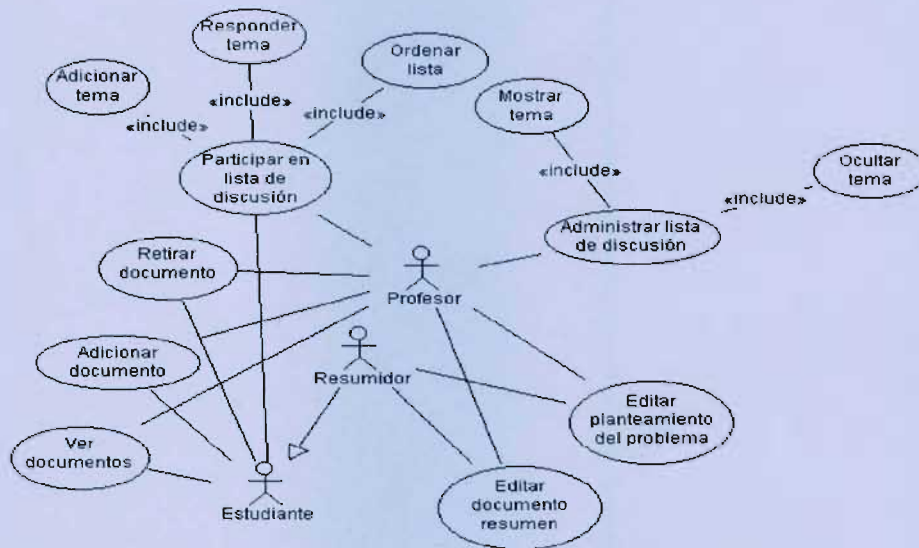 Responder
tema
Ordenar
lista
Adicionar
tema
Mostrar
tema
«include»
«include»
«include»
Participar en
lista de
discusión
«include»
Ocultar
tema
«include»
Administrar lista
de discusión
Retirar
documento
Profesor
Adicionar
documento
Resumidor
Editar
planteamiento
del problema
Ver
documentos
Estudiante
Editar
documento
resumen